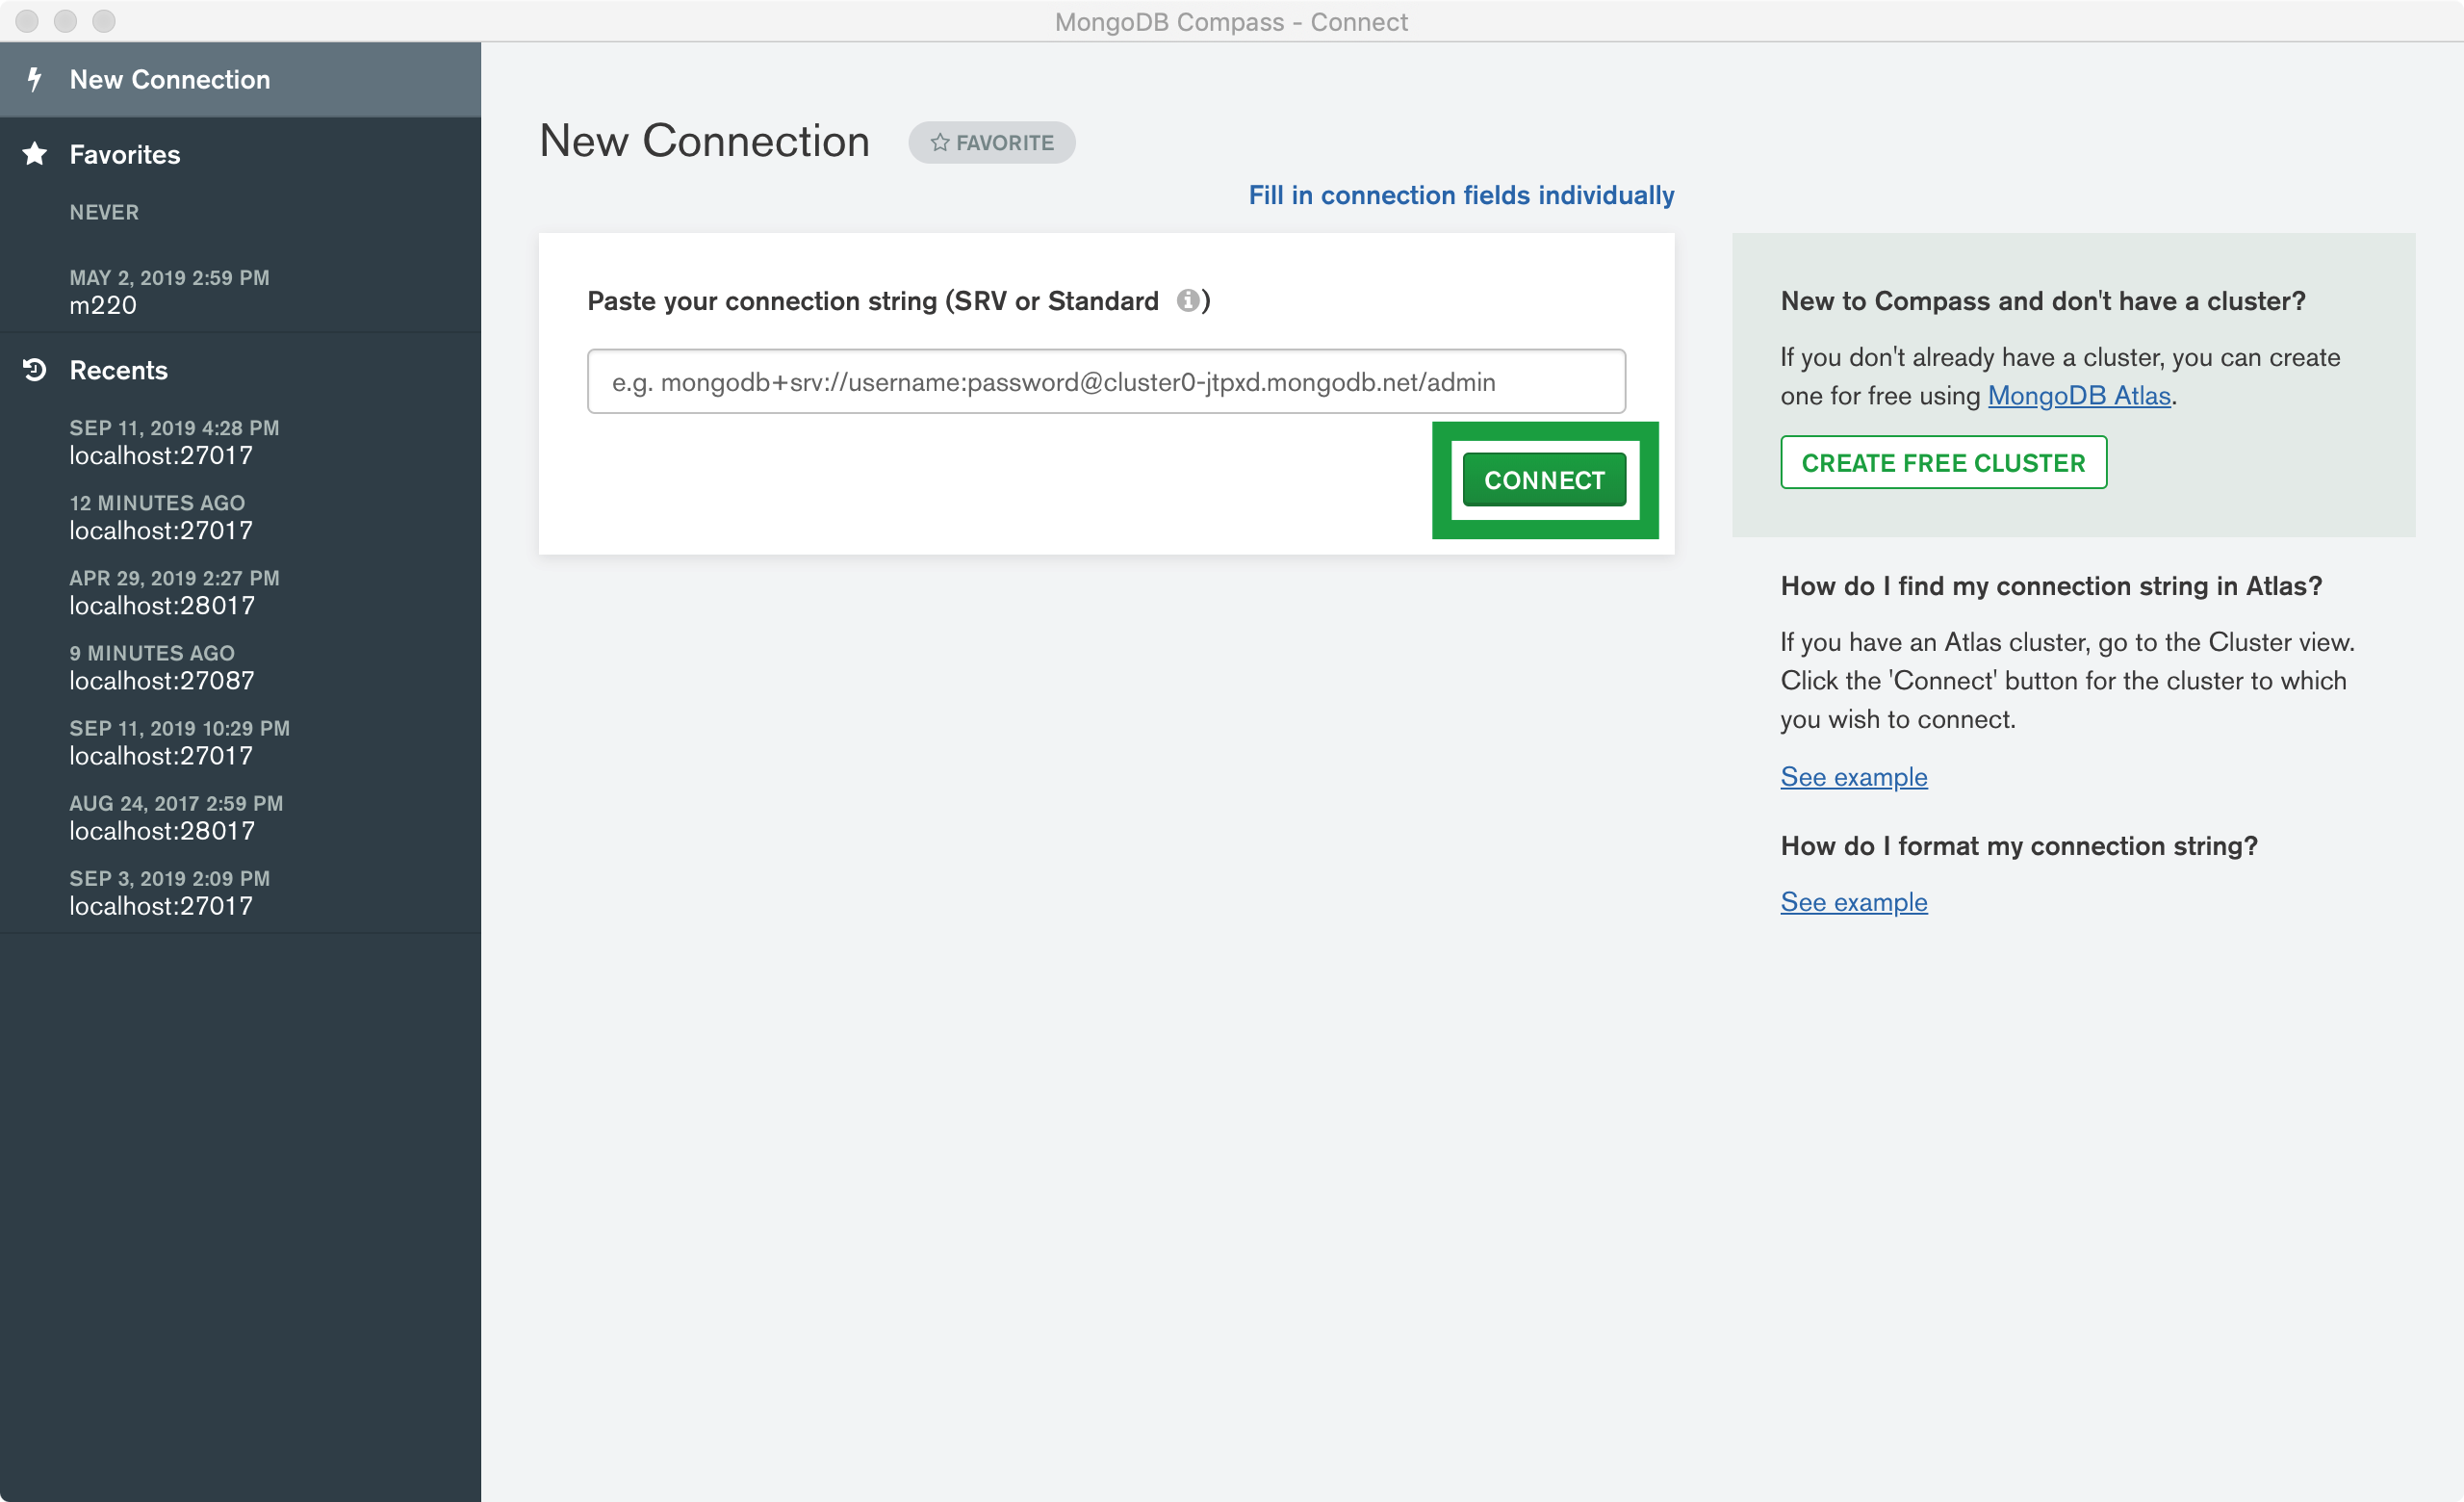 MongoDB Compass - Connect
New Connection
Favorites
NEVER
MAY 2, 2019 2:59 PM
m220
Recents
SEP 11, 2019 4:28 PM
localhost:27017
12 MINUTES AGO
localhost:27017
APR 29, 2019 2:27 PM
localhost:28017
9 MINUTES AGO
localhost:27087
SEP 11, 2019 10:29 PM
localhost:27017
AUG 24, 2017 2:59 PM
localhost:28017
SEP 3, 2019 2:09 PM
localhost:27017
New Connection
FAVORITE
Fill in connection fields individually
Paste your connection string (SRV or Standard )
e.g. mongodb+srv://username:password@cluster0-jtpxd.mongodb.net/admin
CONNECT
New to Compass and don't have a cluster?
If you don't already have a cluster, you can create
one for free using MongoDB Atlas.
CREATE FREE CLUSTER
How do I find my connection string in Atlas?
If you have an Atlas cluster, go to the Cluster view.
Click the 'Connect' button for the cluster to which
you wish to connect.
See example
How do I format my connection string?
See example